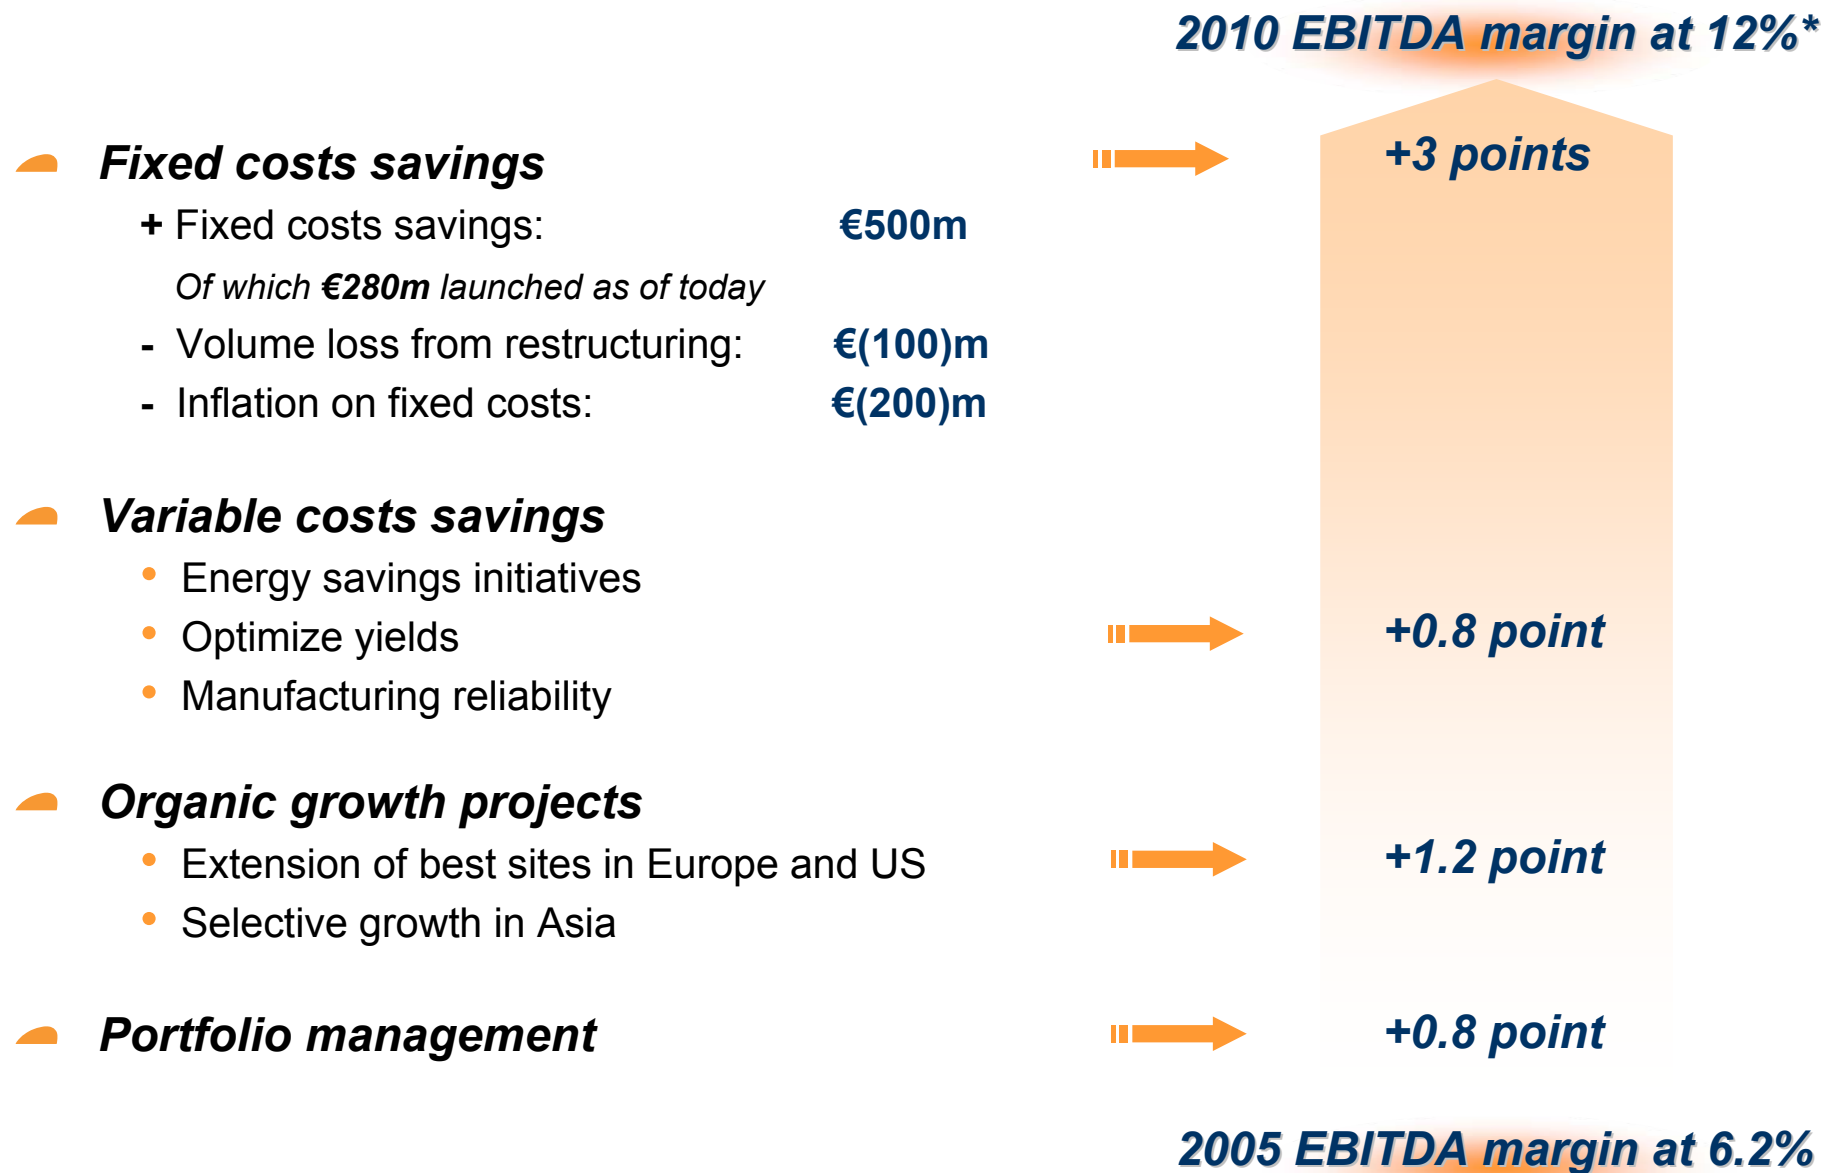 2010 EBITDA margin at 12%*
Fixed costs savings +3 points
+ Fixed costs savings: €500m
Of which €280m launched as of today
- Volume loss from restructuring: €(100)m
- Inflation on fixed costs: €(200)m
Variable costs savings
• Energy savings initiatives
• Optimize yields +0.8 point
• Manufacturing reliability
Organic growth projects
• Extension of best sites in Europe and US +1.2 point
• Selective growth in Asia
Portfolio management +0.8 point
2005 EBITDA margin at 6.2%